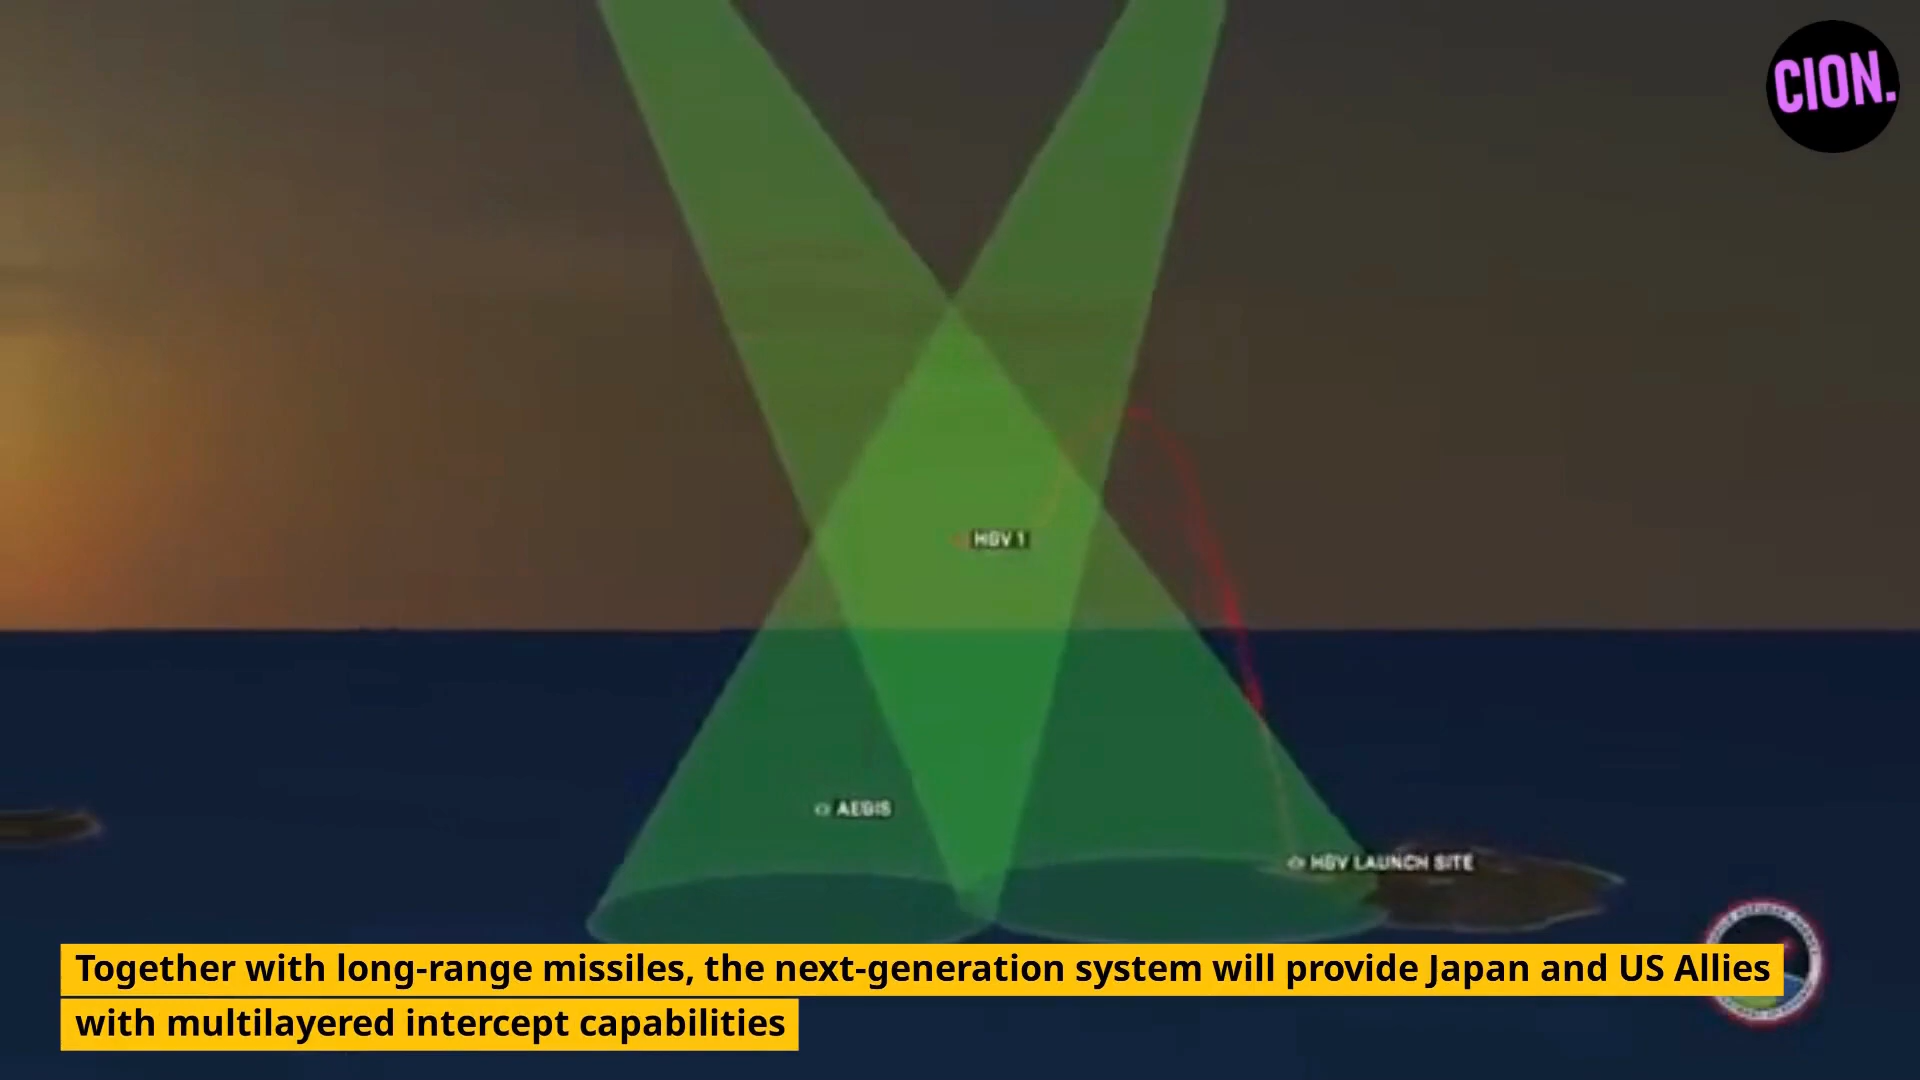 CION.
HGV 1
AEGIS
HGV LAUNCH SITE
Together with long-range missiles, the next-generation system will provide Japan and US Allies
with multilayered intercept capabilities